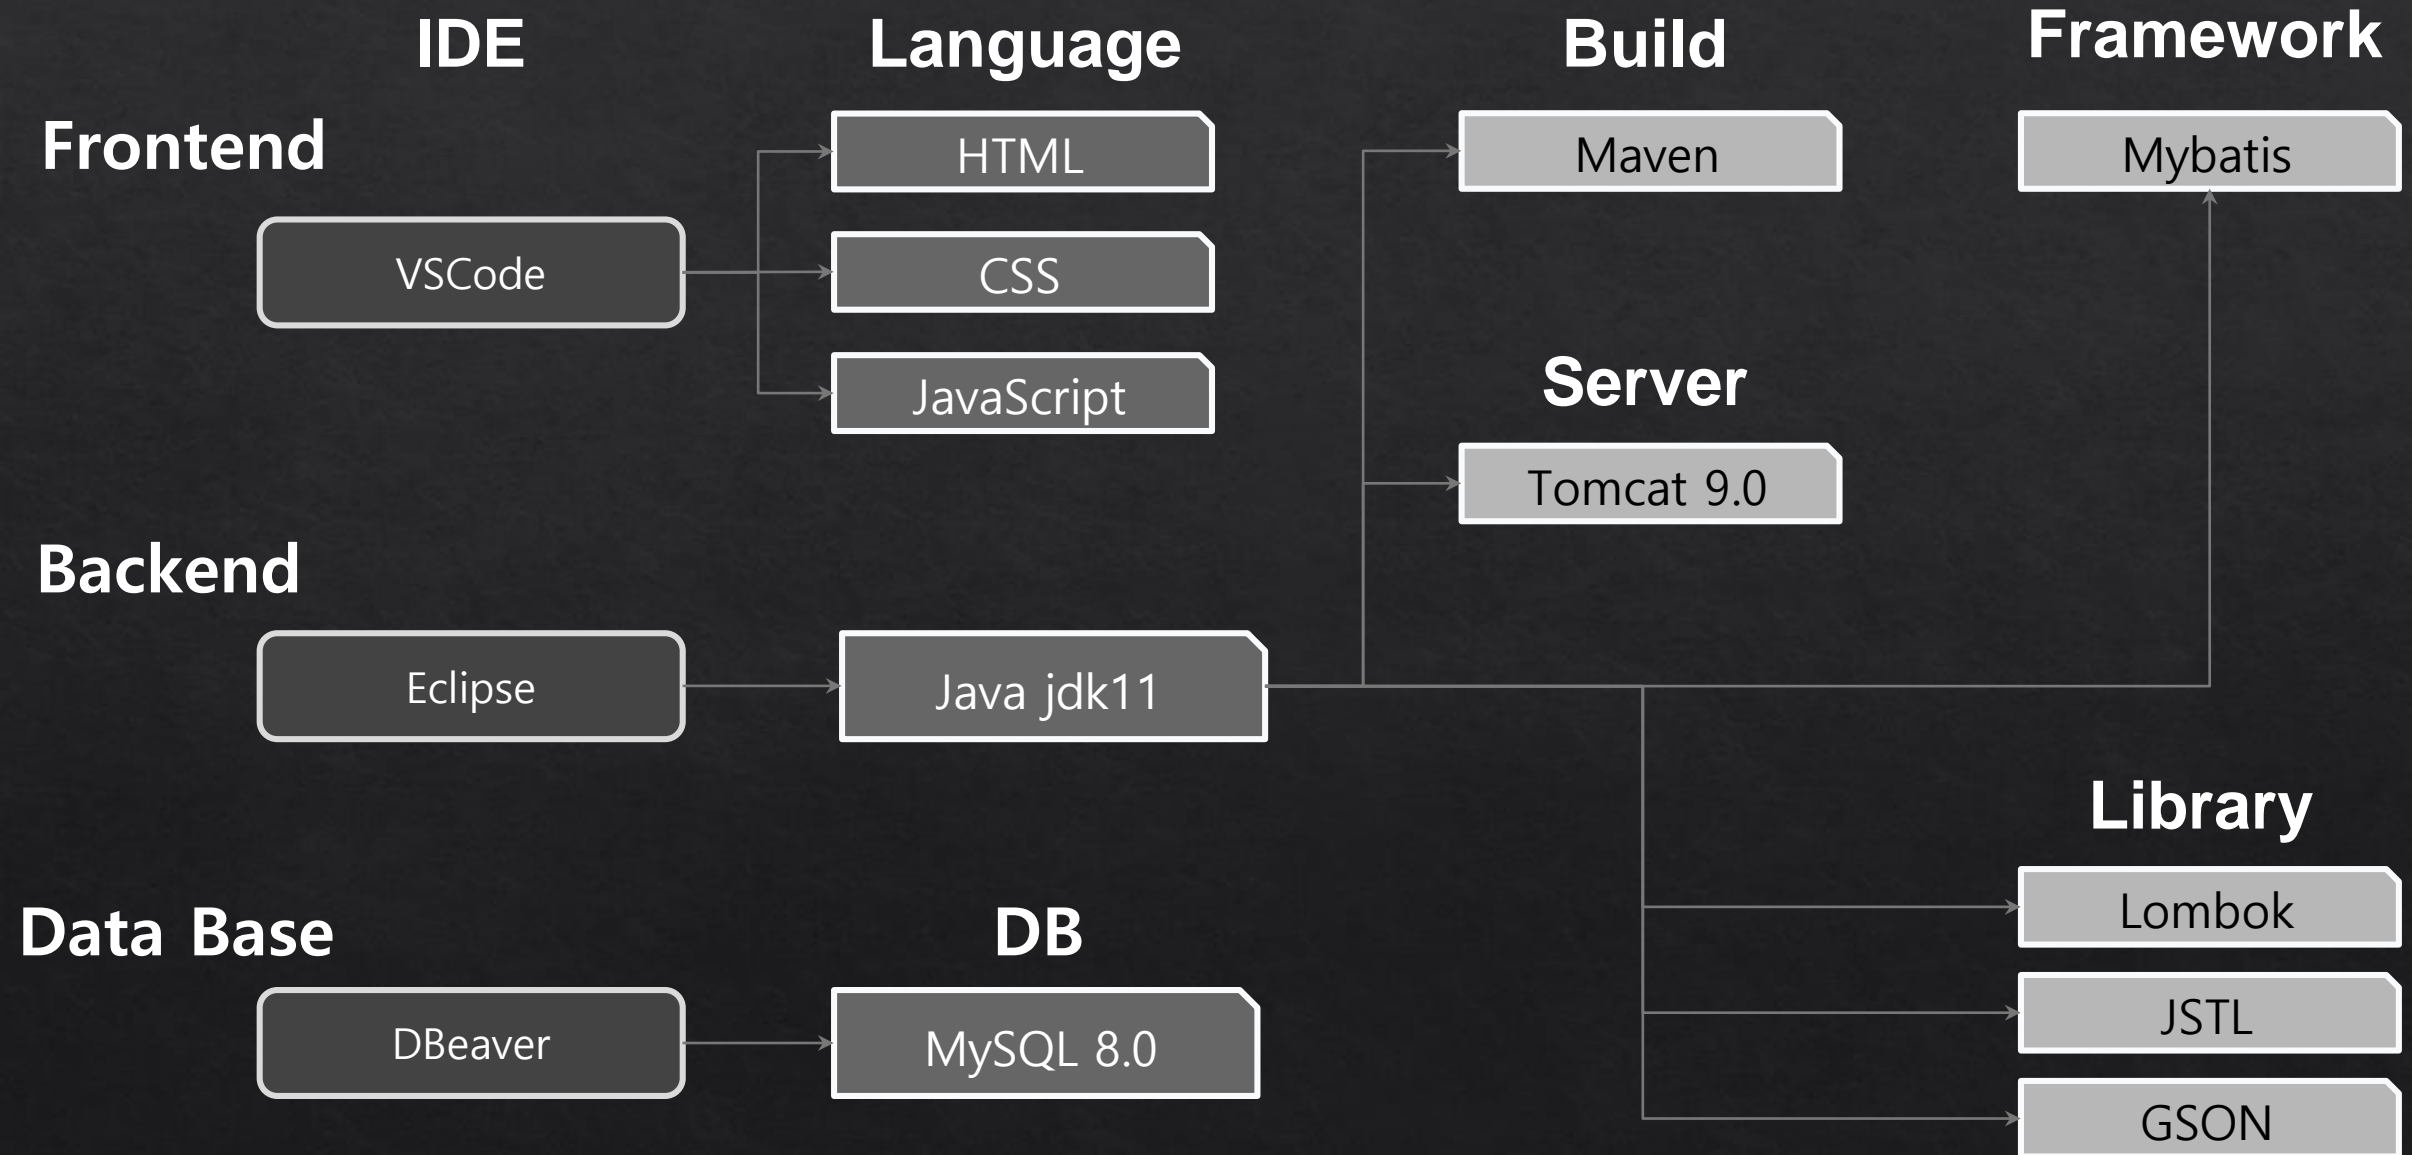 IDE
Language
Build
Framework
Frontend
HTML
Maven
Mybatis
VSCode
CSS
JavaScript
Server
Tomcat 9.0
Backend
Eclipse
Java jdk11
Library
Lombok
Data Base
DB
DBeaver
MySQL 8.0
JSTL
GSON